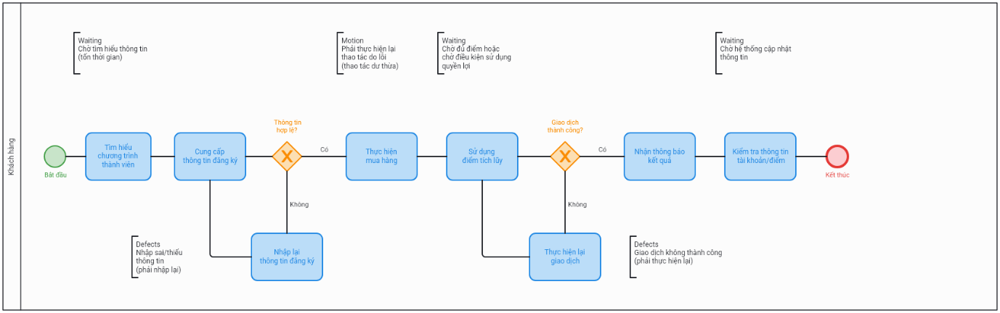 Khách hàng
Waiting
Chờ tìm hiểu thông tin
(tốn thời gian)
Motion
Phải thực hiện lại
thao tác do lỗi
(thao tác dư thừa)
Waiting
Chờ đủ điểm hoặc
chờ điều kiện sử dụng
quyền lợi
Waiting
Chờ hệ thống cập nhật
thông tin
Bắt đầu
Tìm hiểu
chương trình
thành viên
Cung cấp
thông tin đăng ký
Thông tin
hợp lệ?
Có
Thực hiện
mua hàng
Sử dụng
điểm tích lũy
Giao dịch
thành công?
Có
Nhận thông báo
kết quả
Kiểm tra thông tin
tài khoản/điểm
Kết thúc
Không
Không
Defects
Nhập sai/thiếu
thông tin
(phải nhập lại)
Nhập lại
thông tin đăng ký
Thực hiện lại
giao dịch
Defects
Giao dịch không thành công
(phải thực hiện lại)